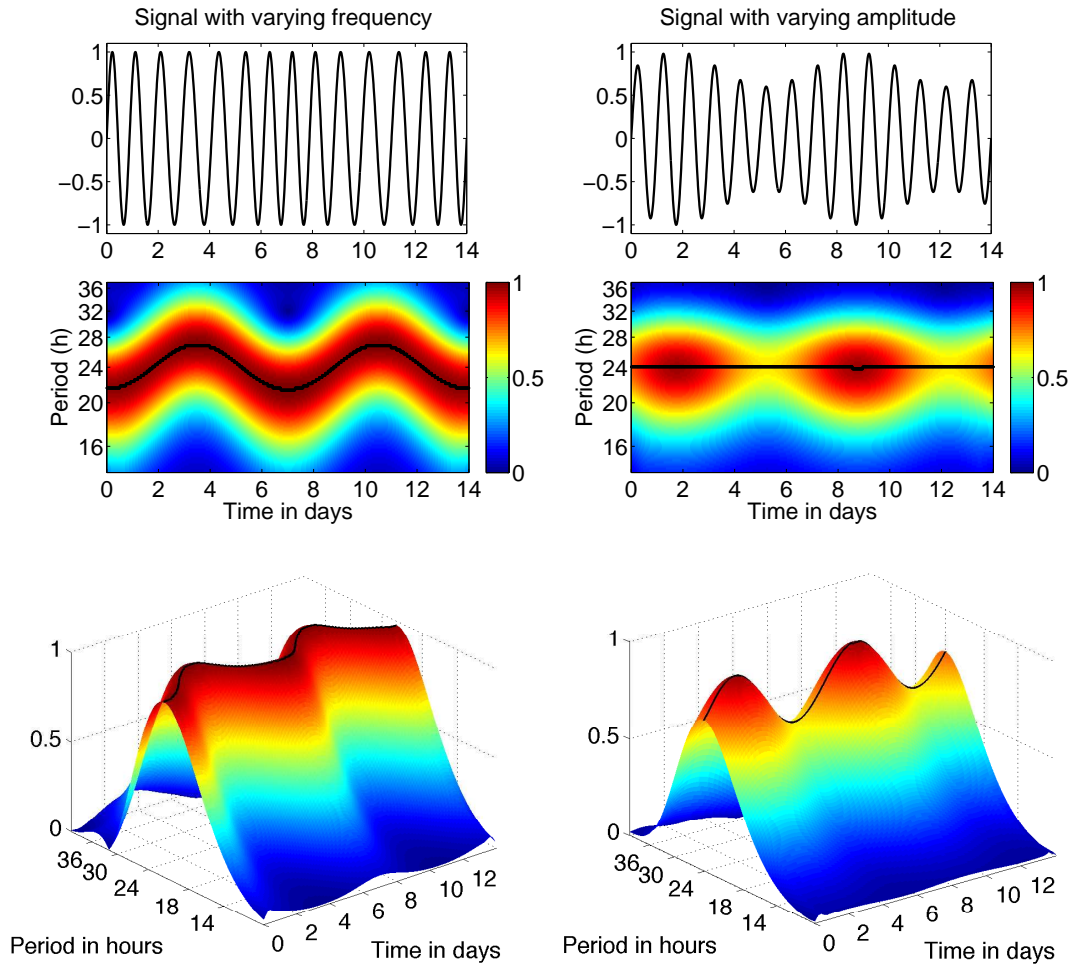 Signal with varying frequency
Signal with varying amplitude
1
0.5
0
−0.5
−1
0 2 4 6 8 10 12 14
1
0.5
0
−0.5
−1
0 2 4 6 8 10 12 14
Period (h)
36
32
28
24
20
16
0 2 4 6 8 10 12 14
Time in days
1
0.5
0
Period (h)
36
32
28
24
20
16
0 2 4 6 8 10 12 14
Time in days
1
0.5
0
1
0.5
0
36 30 24 18 14
0 2 4 6 8 10 12
Period in hours
Time in days
1
0.5
0
36 30 24 18 14
0 2 4 6 8 10 12
Period in hours
Time in days